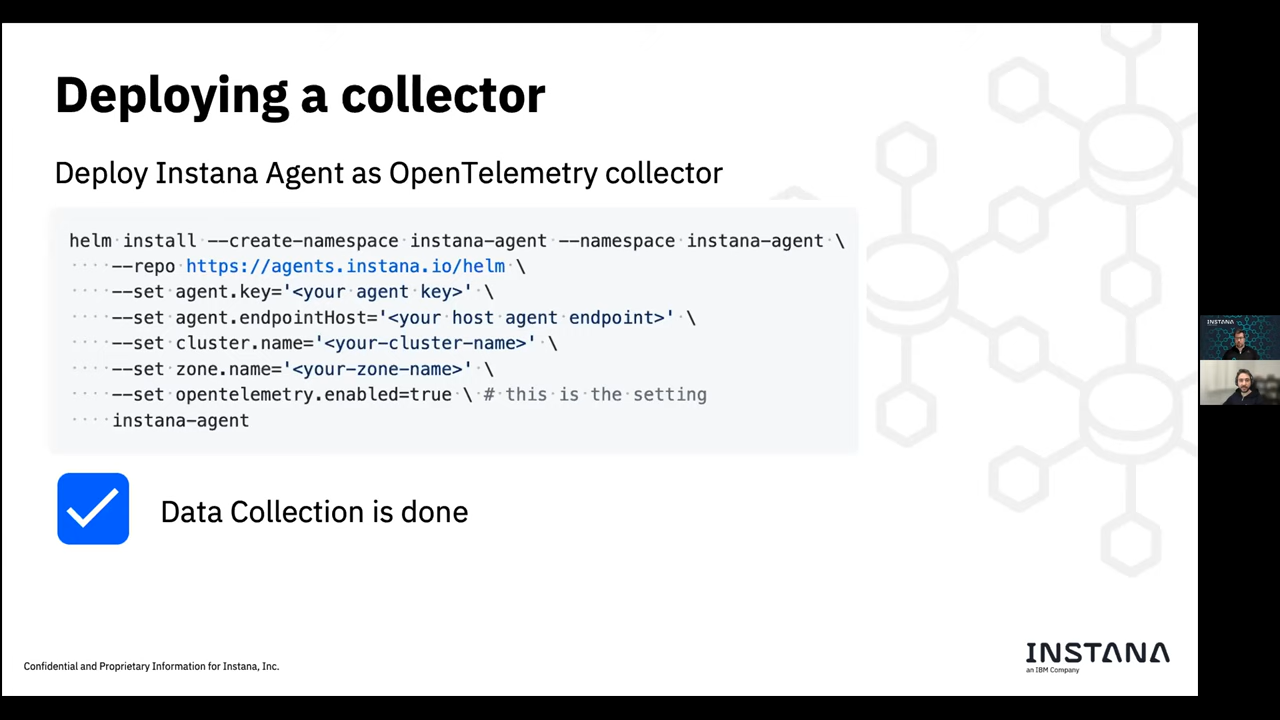 Deploying a collector
Deploy Instana Agent as OpenTelemetry collector
helm install --create-namespace instana-agent --namespace instana-agent \
--repo https://agents.instana.io/helm \
--set agent.key='<your agent key>' \
--set agent.endpointHost='<your host agent endpoint>' \
--set cluster.name='<your-cluster-name>' \
--set zone.name='<your-zone-name>' \
--set opentelemetry.enabled=true \ # this is the setting
instana-agent
Data Collection is done
Confidential and Proprietary Information for Instana, Inc.
INSTANA
an IBM Company
INSTANA